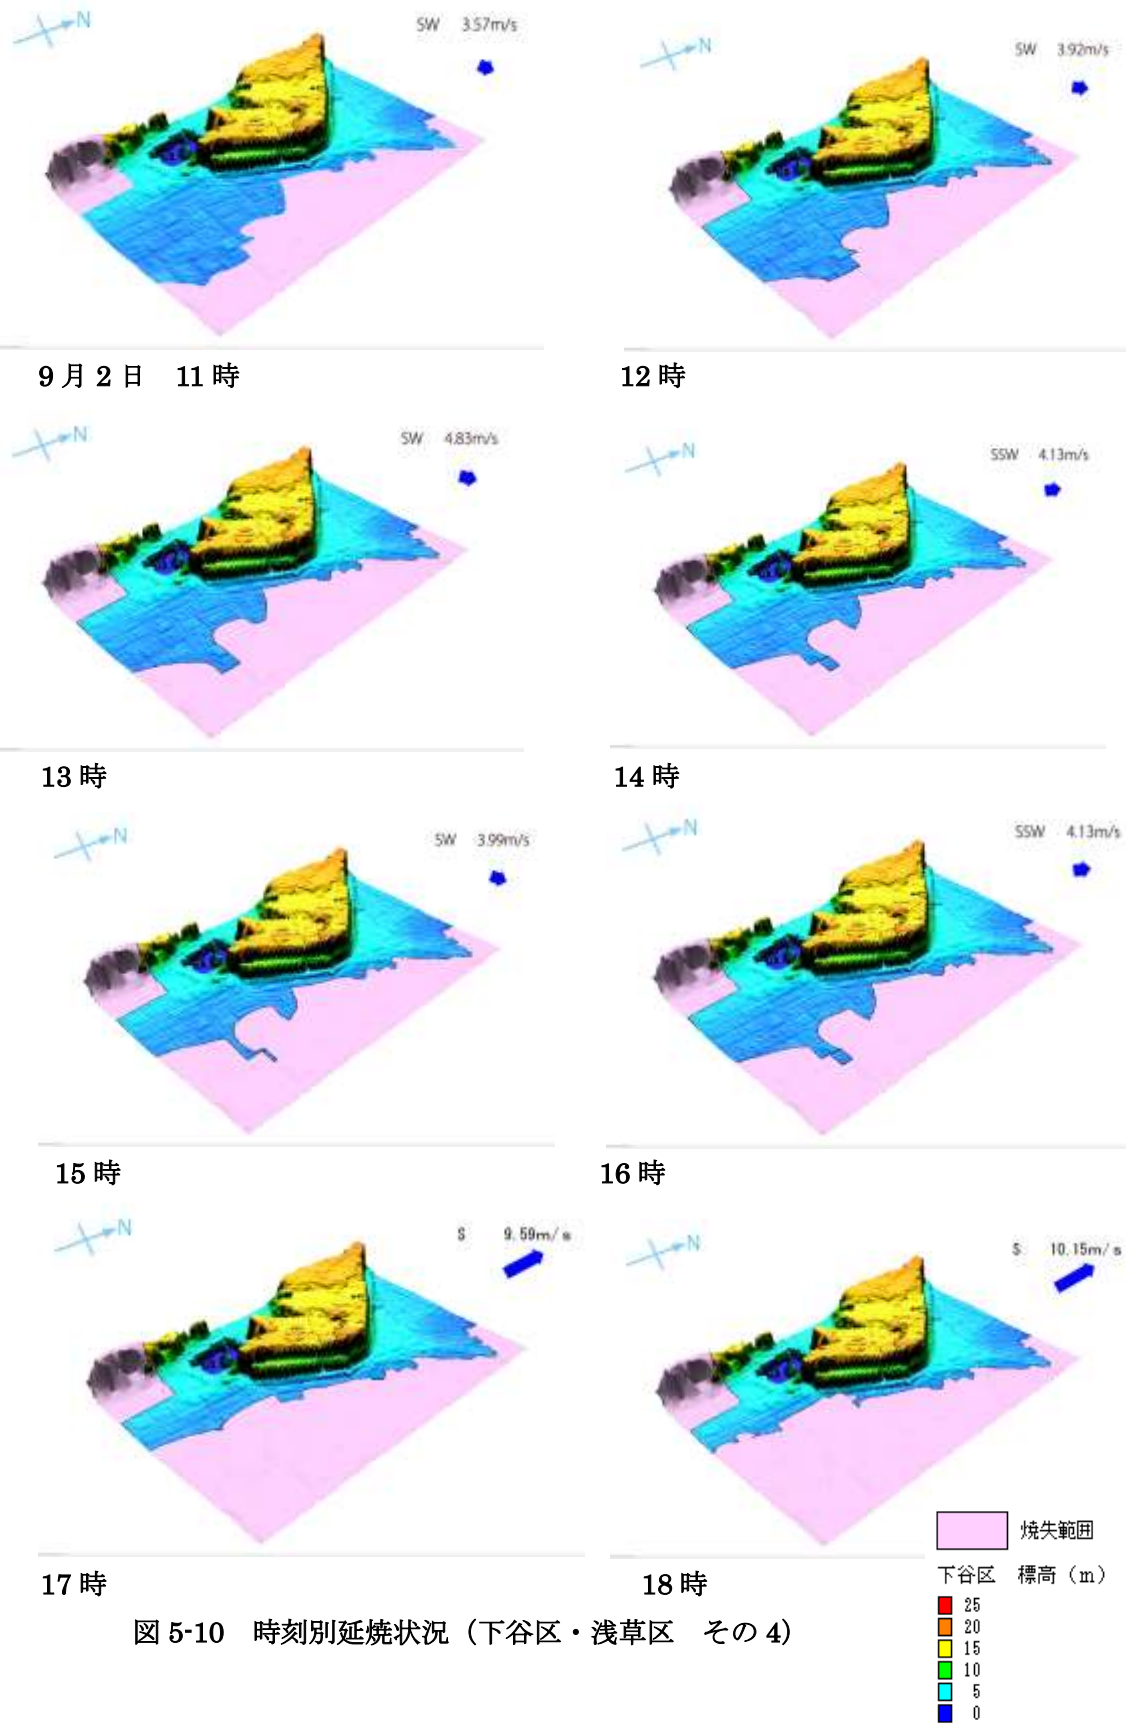 N SW 3.57m/s
N SW 3.92m/s
9月2日 11時
12時
N SW 4.83m/s
N SSW 4.13m/s
13時
14時
N SW 3.99m/s
N SSW 4.13m/s
15時
16時
N S 9.59m/s
N S 10.15m/s
17時
18時
図 5-10 時刻別延焼状況(下谷区・浅草区 その 4)
焼失範囲
下谷区 標高(m)
25
20
15
10
5
0